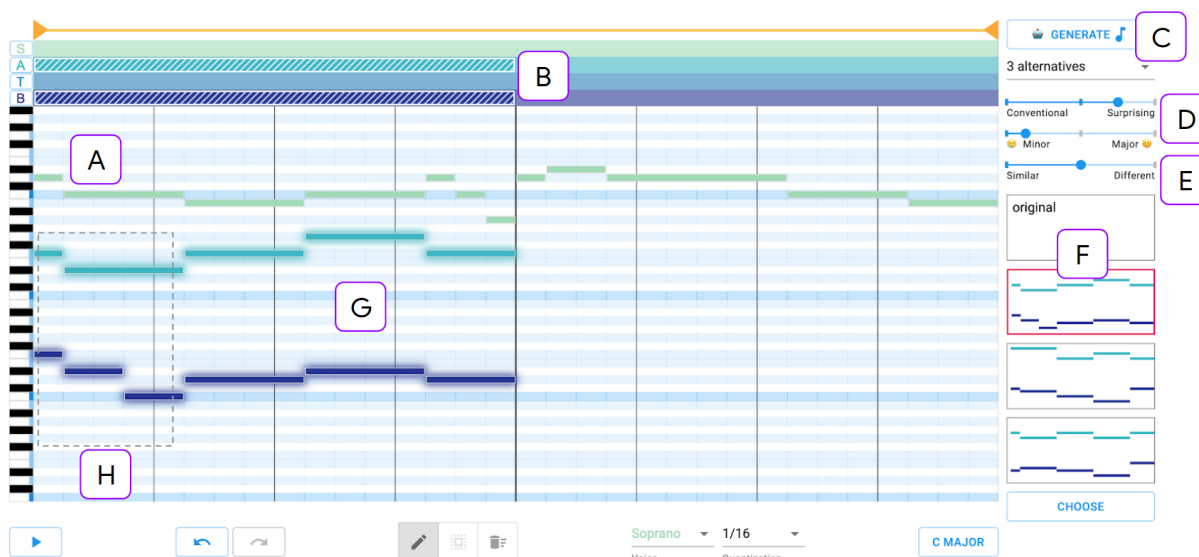 GENERATE
C
3 alternatives
S
A
T
B
B
Conventional
Surprising
D
Minor
Major
A
Similar
Different
E
original
F
G
H
CHOOSE
Soprano
1/16
C MAJOR